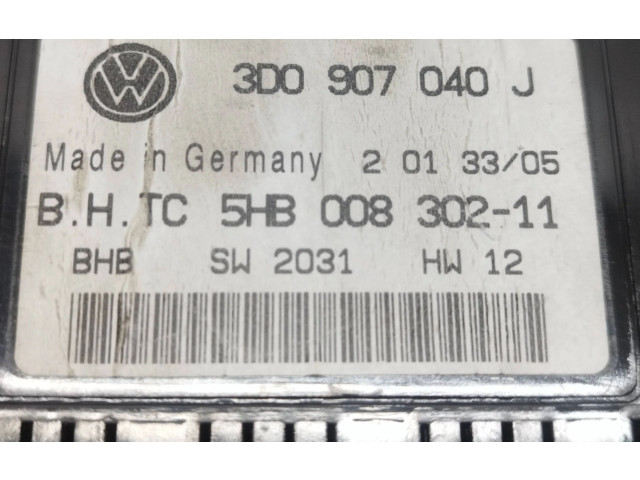 3D0 907 040 J
Made in Germany 2 01 33/05
B.H.TC 5HB 008 302-11
BHB SW 2031 HW 12